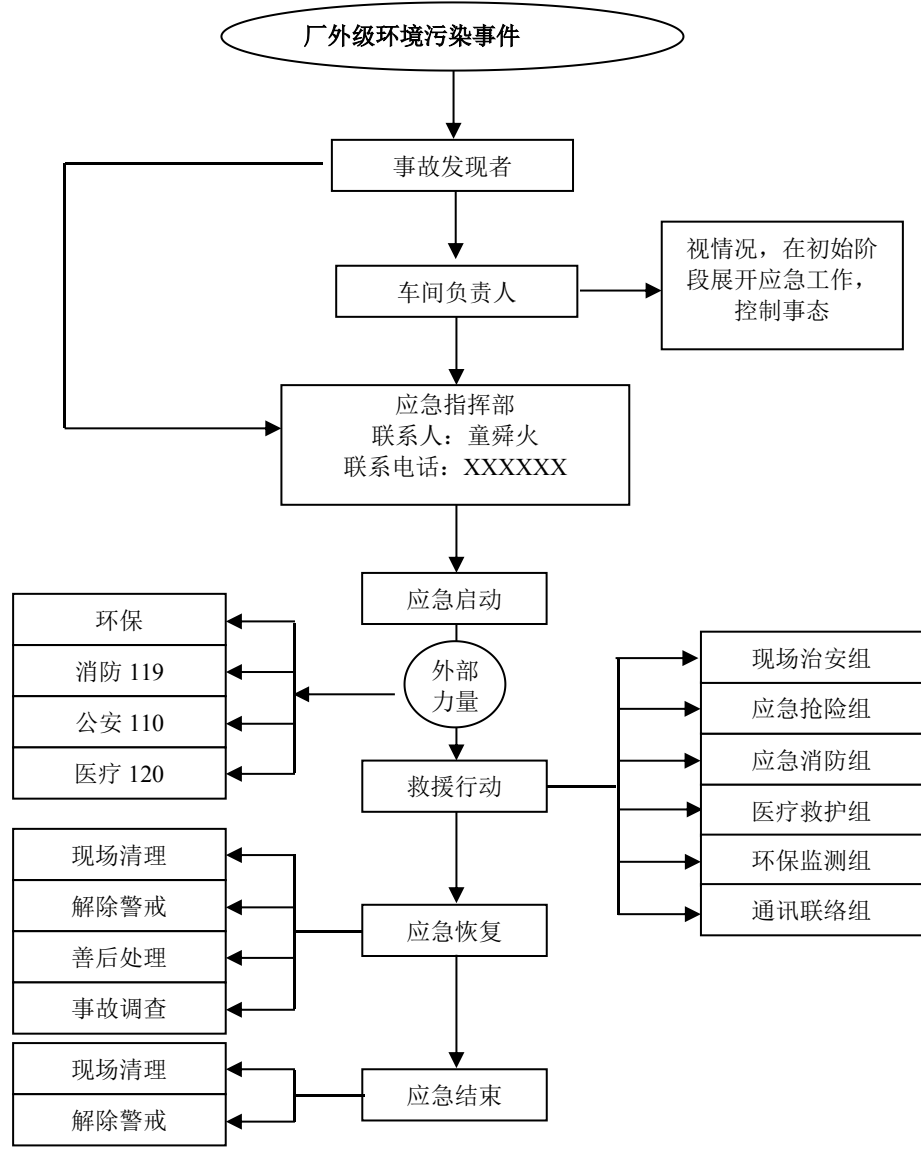 厂外级环境污染事件
事故发现者
视情况，在初始阶
段展开应急工作，
控制事态
车间负责人
应急指挥部
联系人：童舜火
联系电话：XXXXXX
应急启动
环保
消防 119
公安 110
医疗 120
外部
力量
现场治安组
应急抢险组
应急消防组
医疗救护组
环保监测组
通讯联络组
救援行动
现场清理
解除警戒
善后处理
事故调查
应急恢复
现场清理
解除警戒
应急结束